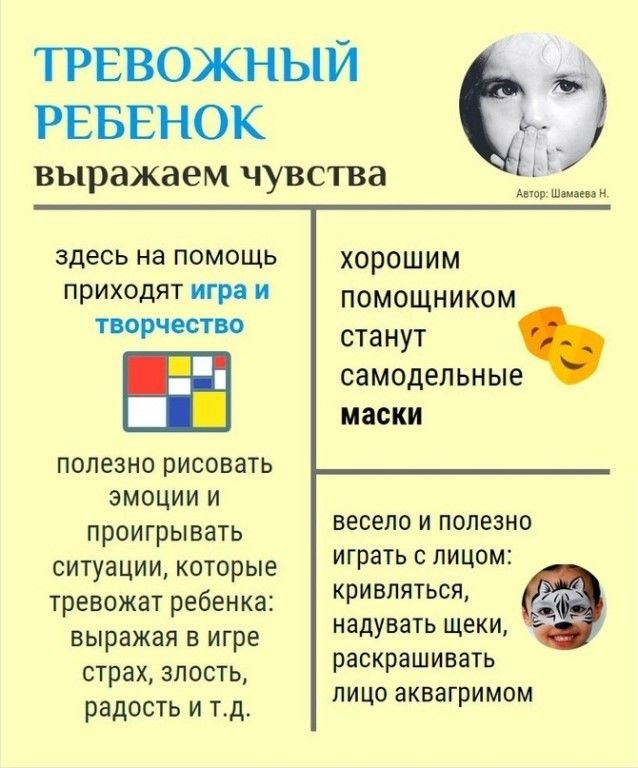 ТРЕВОЖНЫЙ
РЕБЕНОК
выражаем чувства
Автор: Шамаева Н.
здесь на помощь
приходят игра и
творчество
полезно рисовать
эмоции и
проигрывать
ситуации, которые
тревожат ребенка:
выражая в игре
страх, злость,
радость и т.д.
хорошим
помощником
станут
самодельные
маски
весело и полезно
играть с лицом:
кривляться,
надувать щеки,
раскрашивать
лицо аквагримом